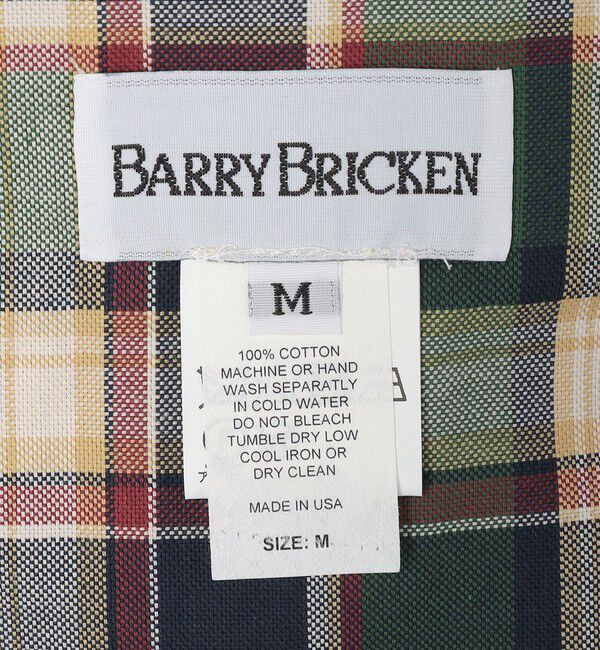 BARRY BRICKEN
M
100% COTTON
MACHINE OR HAND
WASH SEPARATLY
IN COLD WATER
DO NOT BLEACH
TUMBLE DRY LOW
COOL IRON OR
DRY CLEAN
MADE IN USA
SIZE: M